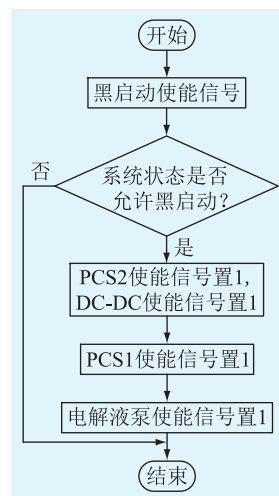 开始
黑启动使能信号
否
系统状态是否
允许黑启动?
是
PCS2使能信号置1,
DC-DC使能信号置1
PCS1使能信号置1
电解液泵使能信号置1
结束